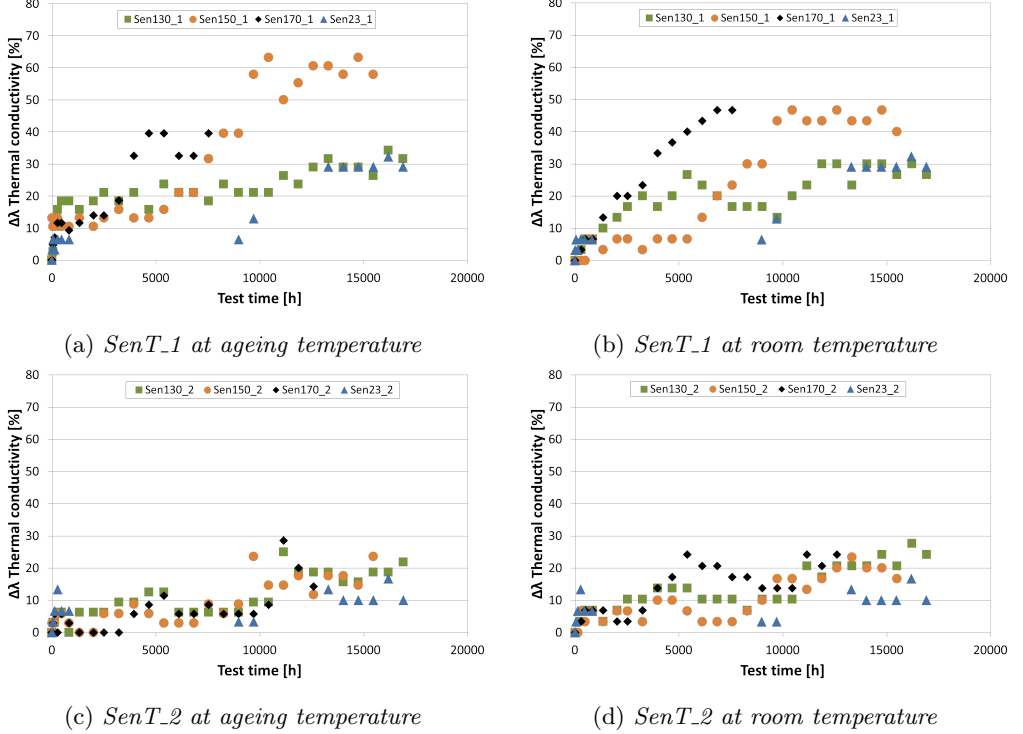 80
70
60
50
40
30
20
10
0
Δλ Thermal conductivity [%]
Sen130_1 Sen150_1 Sen170_1 Sen23_1
0 5000 10000 15000 20000
Test time [h]
(a) SenT_1 at ageing temperature
80
70
60
50
40
30
20
10
0
Δλ Thermal conductivity [%]
Sen130_1 Sen150_1 Sen170_1 Sen23_1
0 5000 10000 15000 20000
Test time [h]
(b) SenT_1 at room temperature
80
70
60
50
40
30
20
10
0
Δλ Thermal conductivity [%]
Sen130_2 Sen150_2 Sen170_2 Sen23_2
0 5000 10000 15000 20000
Test time [h]
(c) SenT_2 at ageing temperature
80
70
60
50
40
30
20
10
0
Δλ Thermal conductivity [%]
Sen130_2 Sen150_2 Sen170_2 Sen23_2
0 5000 10000 15000 20000
Test time [h]
(d) SenT_2 at room temperature